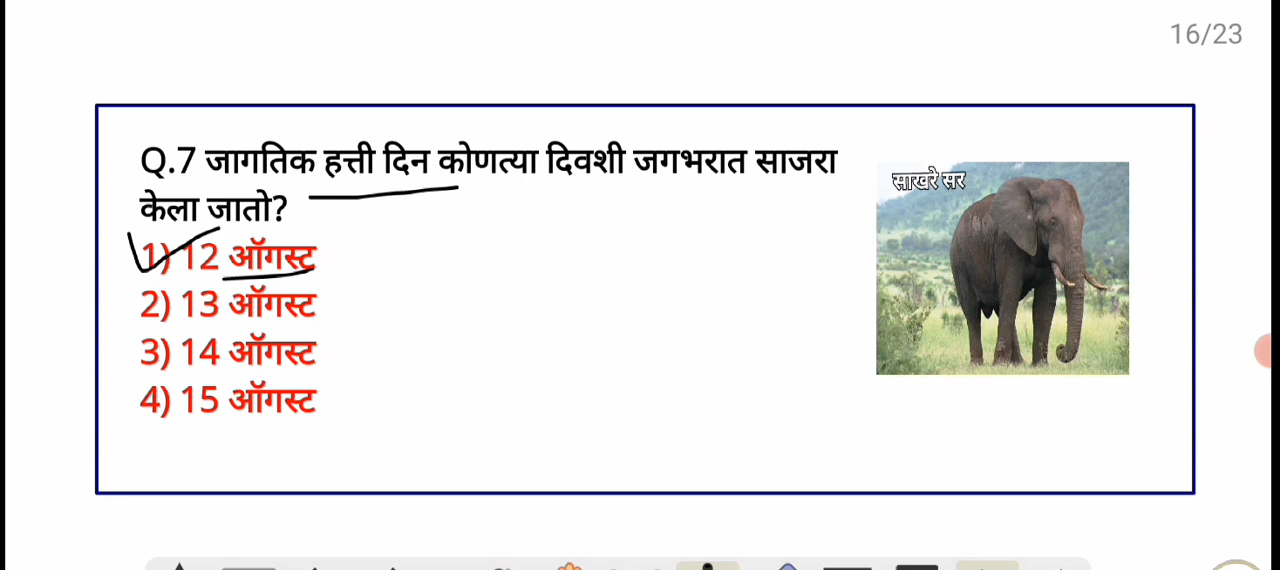 16/23
Q.7 जागतिक हत्ती दिन कोणत्या दिवशी जगभरात साजरा
केला जातो?
साखरे सर
1) 12 ऑगस्ट
2) 13 ऑगस्ट
3) 14 ऑगस्ट
4) 15 ऑगस्ट